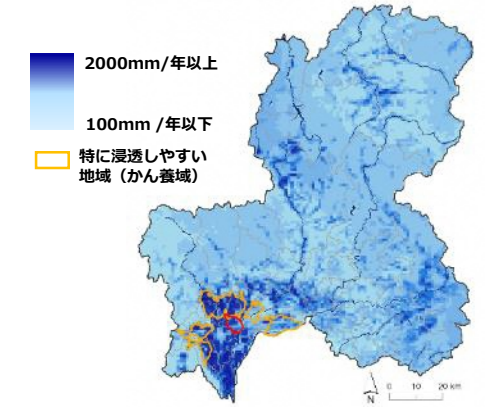 2000mm/年以上
100mm /年以下
特に浸透しやすい
地域（かん養域）
N
0 10 20 km